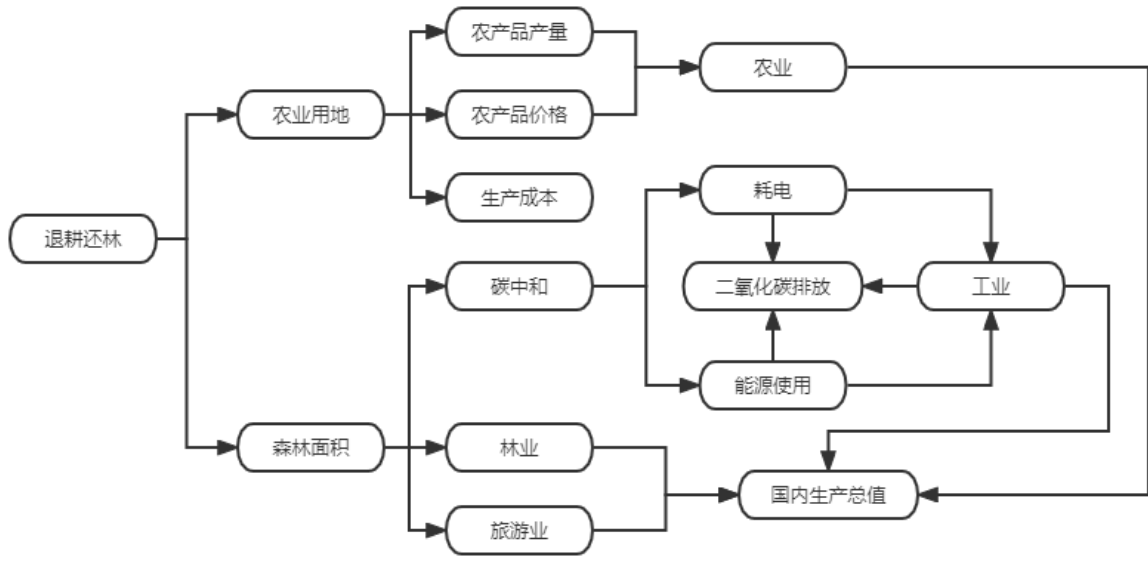 农产品产量
农业
农业用地
农产品价格
生产成本
耗电
退耕还林
碳中和
二氧化碳排放
工业
能源使用
森林面积
林业
国内生产总值
旅游业